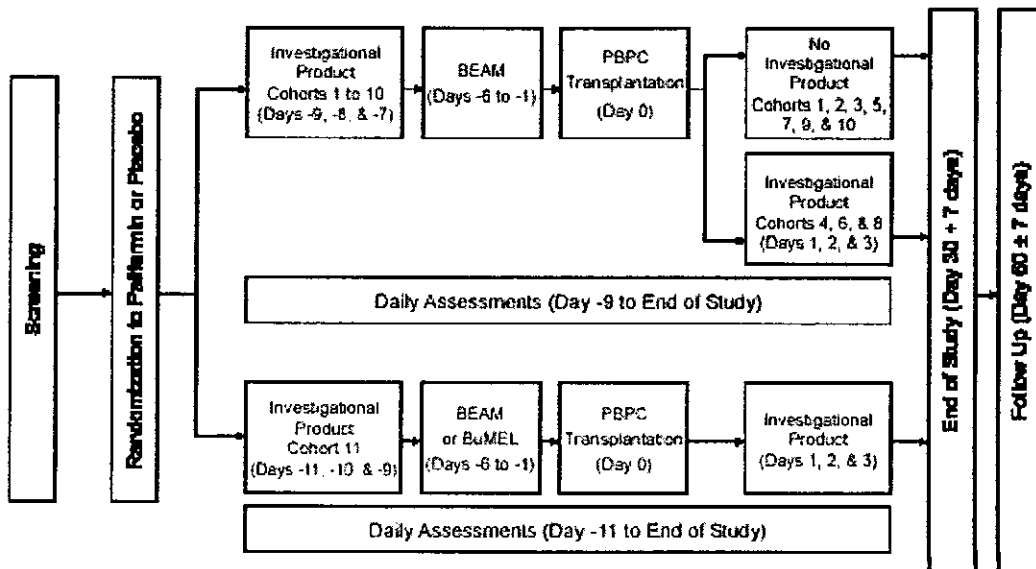 Screening
Randomization to Palifermin or Placebo
Investigational
Product
Cohorts 1 to 10
(Days -9, -8, & -7)
BEAM
(Days -6 to -1)
PBPC
Transplantation
(Day 0)
No
Investigational
Product
Cohorts 1, 2, 3, 5,
7, 9, & 10
Investigational
Product
Cohorts 4, 6, & 8
(Days 1, 2, & 3)
Daily Assessments (Day -9 to End of Study)
Investigational
Product
Cohort 11
(Days -11, -10 & -9)
BEAM
or BuMEL
(Days -6 to -1)
PBPC
Transplantation
(Day 0)
Investigational
Product
(Days 1, 2, & 3)
Daily Assessments (Day -11 to End of Study)
End of Study (Day 30 + 7 days)
Follow Up (Day 60 ± 7 days)